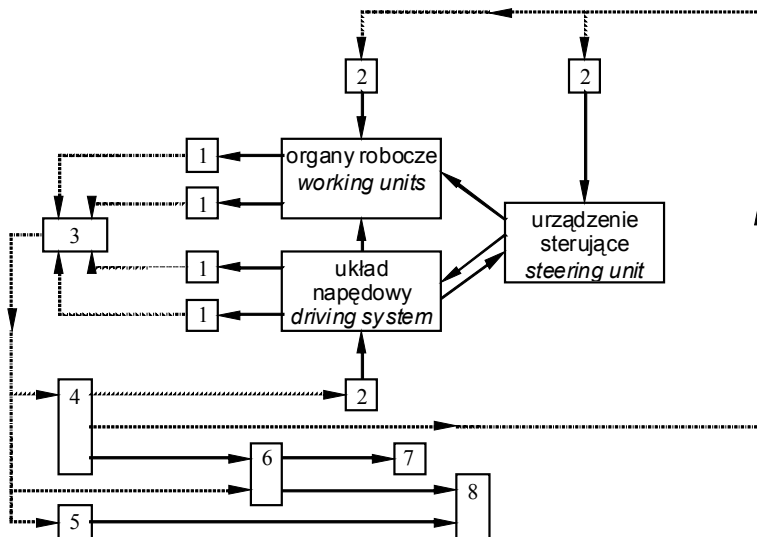 2
2
1
organy robocze
working units
1
urządzenie
sterujące
steering unit
3
1
układ
napędowy
driving system
1
4
2
6
7
8
5